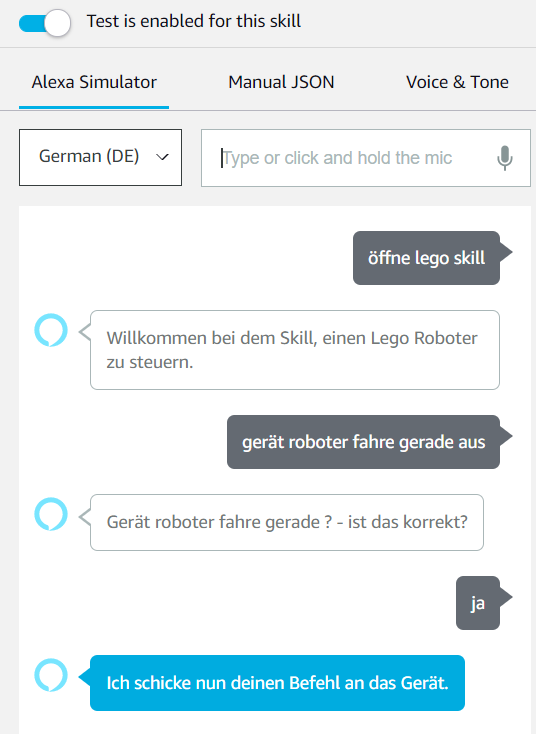 Test is enabled for this skill
Alexa Simulator
Manual JSON
Voice & Tone
German (DE)
Type or click and hold the mic
öffne lego skill
Willkommen bei dem Skill, einen Lego Roboter
zu steuern.
gerät roboter fahre gerade aus
Gerät roboter fahre gerade ? - ist das korrekt?
ja
Ich schicke nun deinen Befehl an das Gerät.